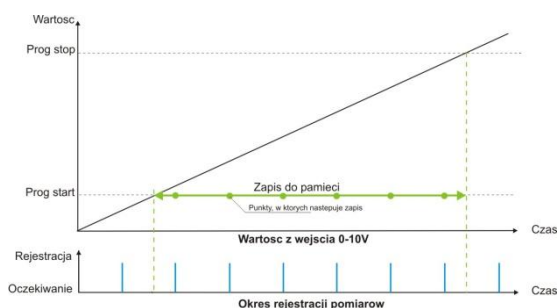 Wartosc
Prog stop
Prog start
Zapis do pamieci
Punkty, w ktorych nastepuje zapis
Czas
Wartosc z wejscia 0-10V
Rejestracja
Oczekiwanie
Czas
Okres rejestracji pomiarow